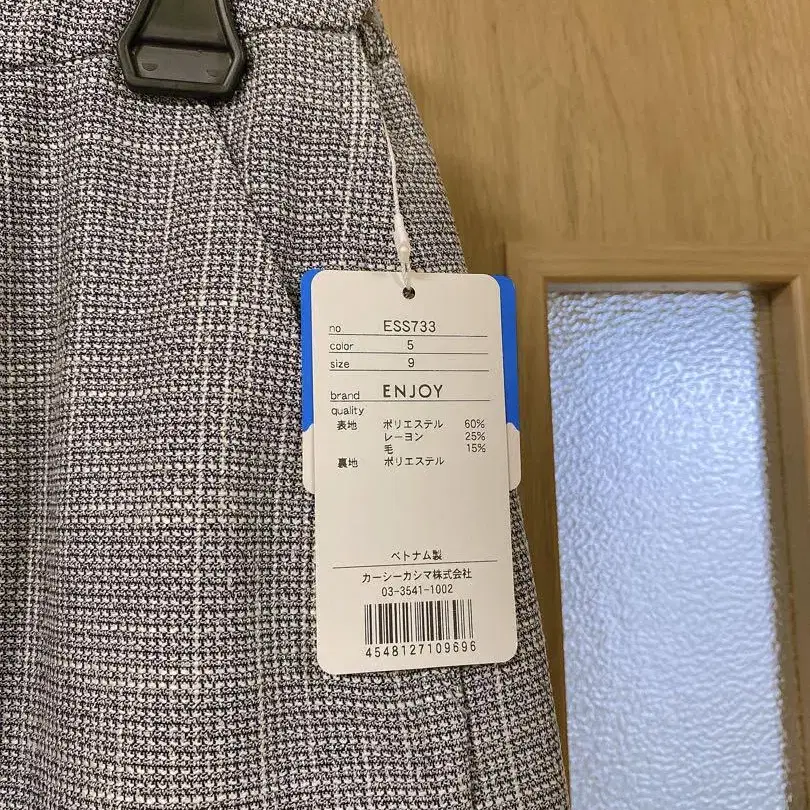 no ESS733
color 5
size 9
brand ENJOY
quality
表地 ポリエステル 60%
レーヨン 25%
毛 15%
裏地 ポリエステル
ベトナム製
カーシーカシマ株式会社
03-3541-1002
4548127109696